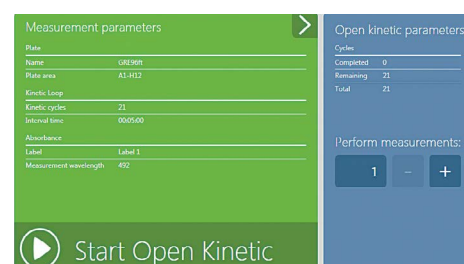 Measurement parameters
Plate
Name GRE96ft
Plate area A1-H12
Kinetic Loop
Kinetic cycles 21
Interval time 00:05:00
Absorbance
Label Label 1
Measurement wavelength 492
Start Open Kinetic
Open kinetic parameters
Cycles
Completed 0
Remaining 21
Total 21
Perform measurements:
1 - +